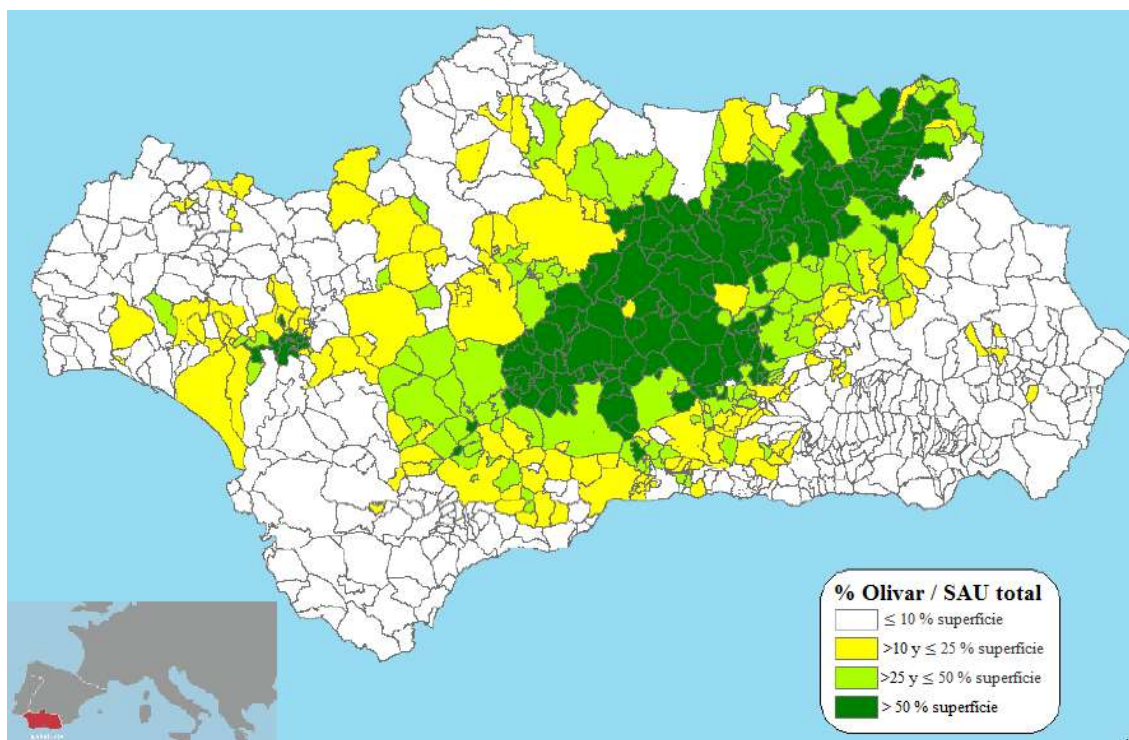 % Olivar / SAU total
≤ 10 % superficie
>10 y ≤ 25 % superficie
>25 y ≤ 50 % superficie
> 50 % superficie